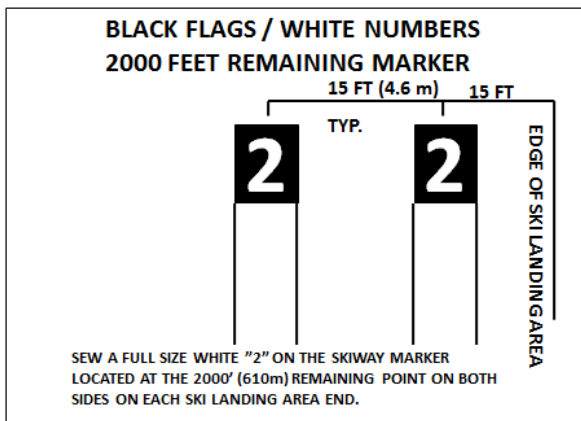 BLACK FLAGS / WHITE NUMBERS
2000 FEET REMAINING MARKER
15 FT (4.6 m)
15 FT
TYP.
2
2
EDGE OF SKI LANDING AREA
SEW A FULL SIZE WHITE ”2” ON THE SKIWAY MARKER
LOCATED AT THE 2000’ (610m) REMAINING POINT ON BOTH
SIDES ON EACH SKI LANDING AREA END.